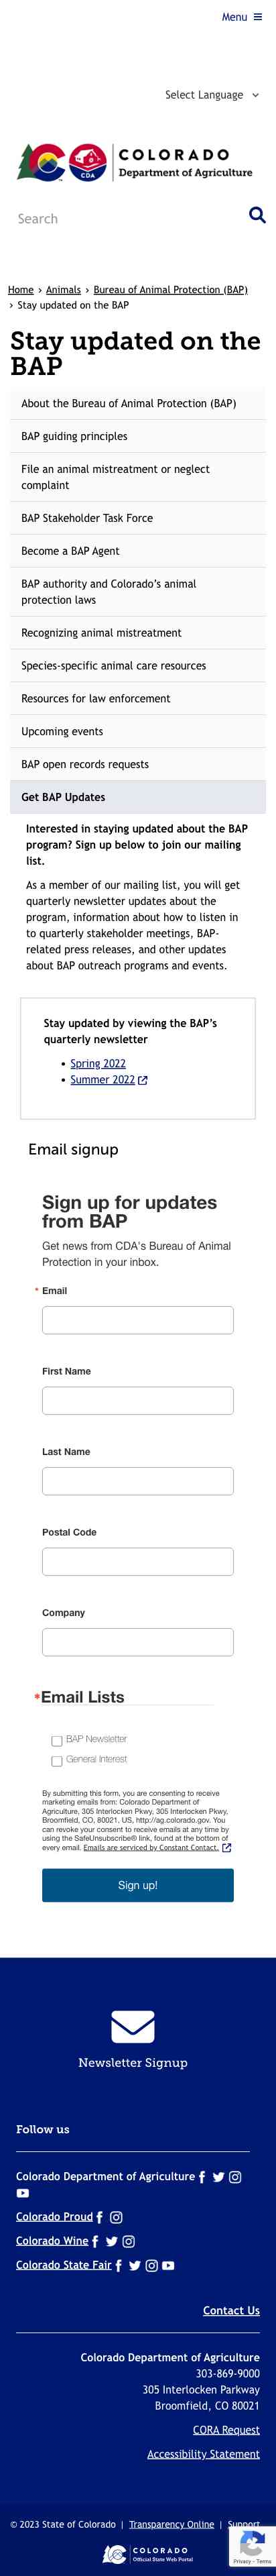 Menu
Select Language
CDA
COLORADO
Department of Agriculture
Search
Home › Animals › Bureau of Animal Protection (BAP)
› Stay updated on the BAP
Stay updated on the
BAP
About the Bureau of Animal Protection (BAP)
BAP guiding principles
File an animal mistreatment or neglect
complaint
BAP Stakeholder Task Force
Become a BAP Agent
BAP authority and Colorado’s animal
protection laws
Recognizing animal mistreatment
Species-specific animal care resources
Resources for law enforcement
Upcoming events
BAP open records requests
Get BAP Updates
Interested in staying updated about the BAP
program? Sign up below to join our mailing
list.
As a member of our mailing list, you will get
quarterly newsletter updates about the
program, information about how to listen in
to quarterly stakeholder meetings, BAP-
related press releases, and other updates
about BAP outreach programs and events.
Stay updated by viewing the BAP’s
quarterly newsletter
• Spring 2022
• Summer 2022
Email signup
Sign up for updates
from BAP
Get news from CDA's Bureau of Animal
Protection in your inbox.
* Email
First Name
Last Name
Postal Code
Company
*Email Lists
BAP Newsletter
General Interest
By submitting this form, you are consenting to receive
marketing emails from: Colorado Department of
Agriculture, 305 Interlocken Pkwy, 305 Interlocken Pkwy,
Broomfield, CO, 80021, US, http://ag.colorado.gov. You
can revoke your consent to receive emails at any time by
using the SafeUnsubscribe® link, found at the bottom of
every email. Emails are serviced by Constant Contact.
Sign up!
Newsletter Signup
Follow us
Colorado Department of Agriculture
Colorado Proud
Colorado Wine
Colorado State Fair
Contact Us
Colorado Department of Agriculture
303-869-9000
305 Interlocken Parkway
Broomfield, CO 80021
CORA Request
Accessibility Statement
© 2023 State of Colorado | Transparency Online | Support
COLORADO
Official State Web Portal
Privacy - Terms